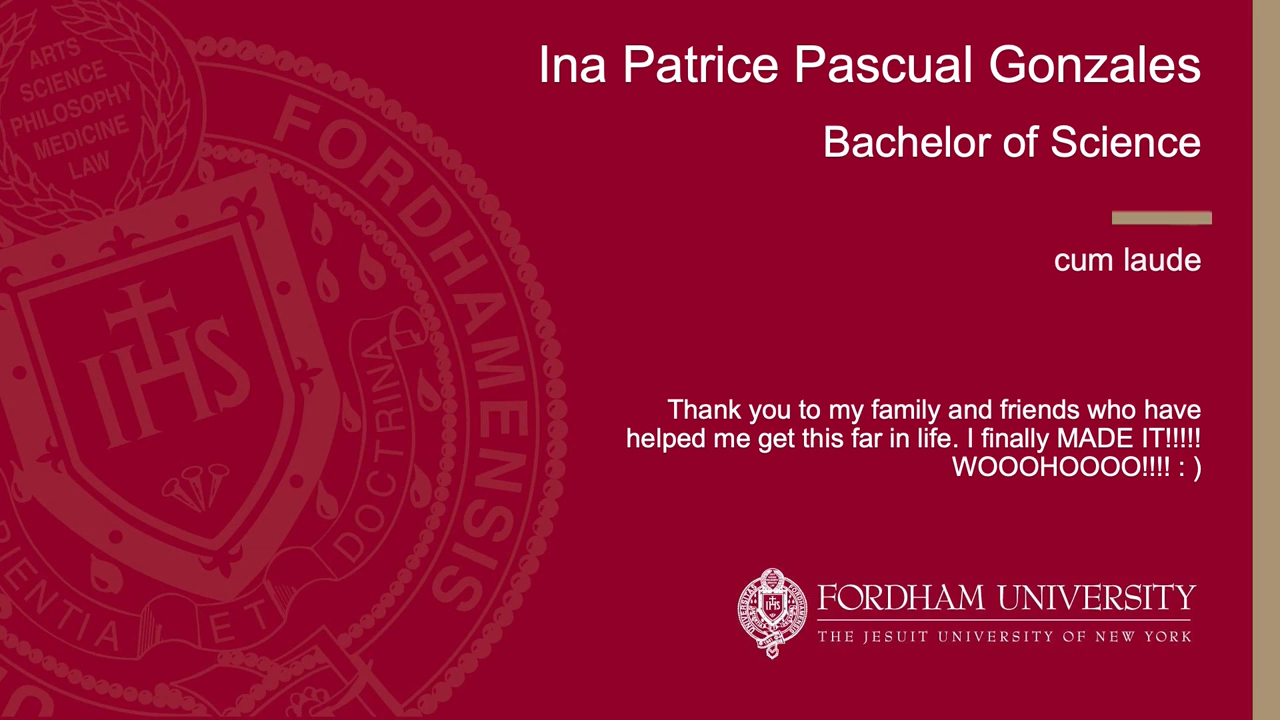 Ina Patrice Pascual Gonzales
Bachelor of Science
cum laude
Thank you to my family and friends who have
helped me get this far in life. I finally MADE IT!!!!!
WOOOHOOOO!!!! : )
FORDHAM UNIVERSITY
THE JESUIT UNIVERSITY OF NEW YORK
ARTS
SCIENCE
PHILOSOPHY
MEDICINE
LAW
FORDHAMENSIS
IHS
ET DOCTRINA